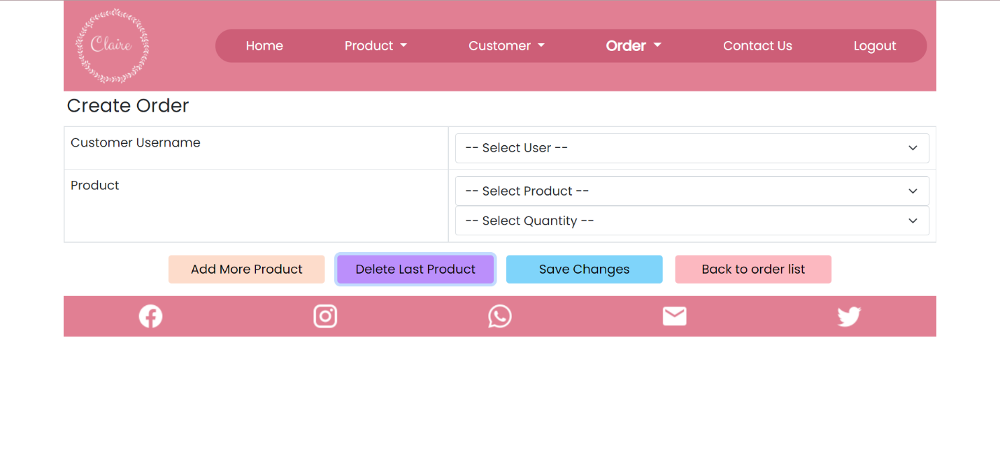 Claire
Home Product Customer Order Contact Us Logout
Create Order
Customer Username
-- Select User --
Product
-- Select Product --
-- Select Quantity --
Add More Product Delete Last Product Save Changes Back to order list